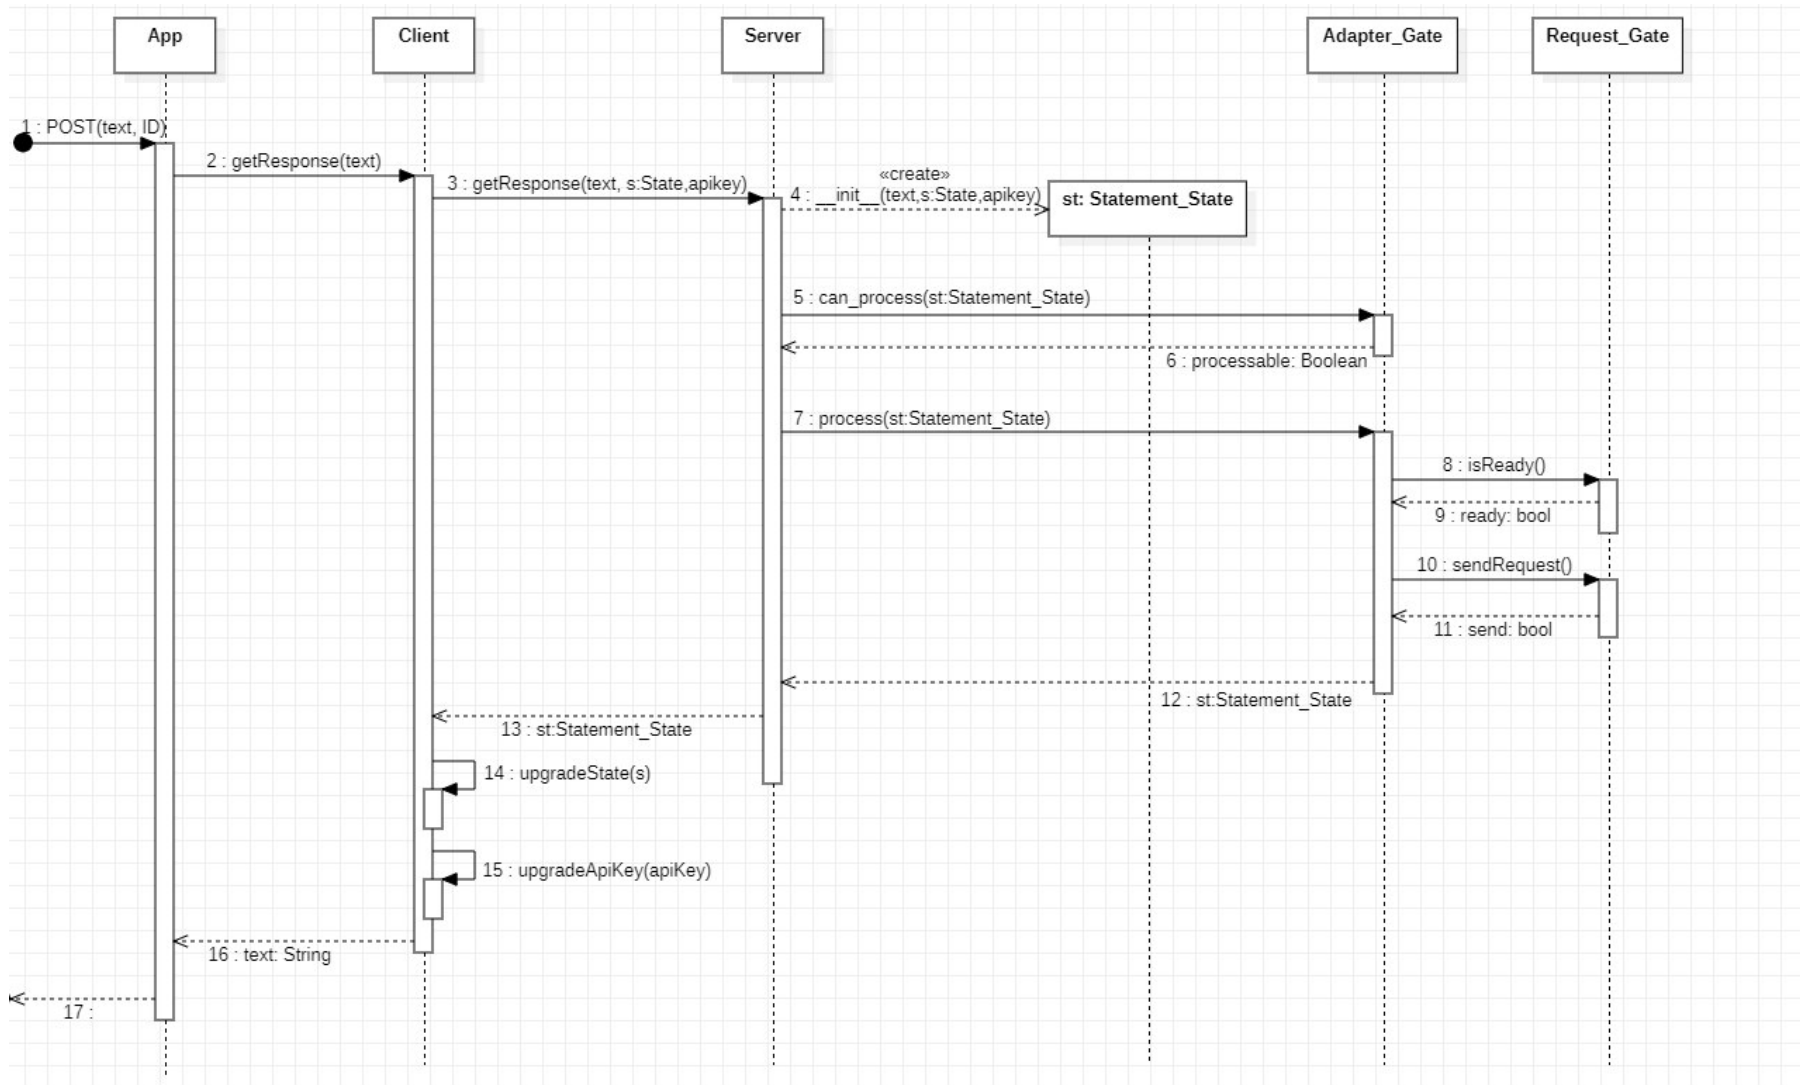 App
Client
Server
Adapter_Gate
Request_Gate
1 : POST(text, ID)
2 : getResponse(text)
3 : getResponse(text, s:State,apikey)
«create»
4 : __init__(text,s:State,apikey)
st: Statement_State
5 : can_process(st:Statement_State)
6 : processable: Boolean
7 : process(st:Statement_State)
8 : isReady()
9 : ready: bool
10 : sendRequest()
11 : send: bool
12 : st:Statement_State
13 : st:Statement_State
14 : upgradeState(s)
15 : upgradeApiKey(apiKey)
16 : text: String
17 :